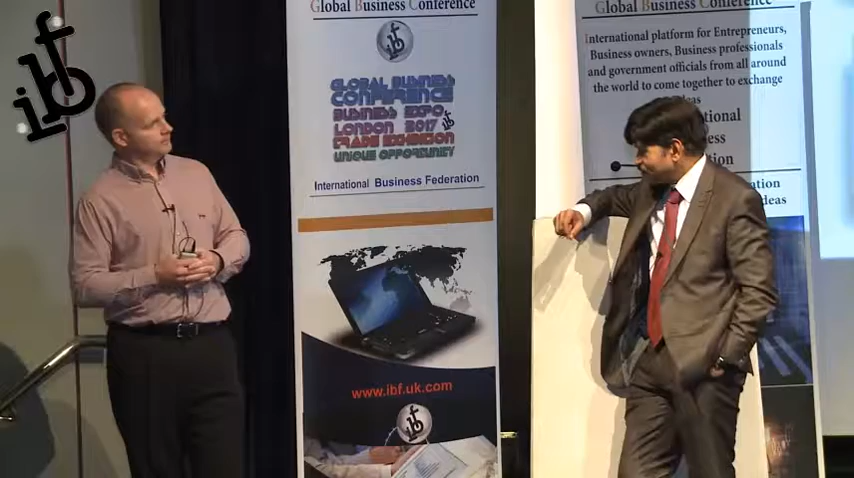 ibf
Global Business Conference
ibf
GLOBAL BUSINESS
CONFERENCE
BUSINESS EXPO
LONDON 2017
TRADE EXHIBITION
UNIQUE OPPORTUNITY
International Business Federation
www.ibf.uk.com
ibf
Global Business Conference
International platform for Entrepreneurs,
Business owners, Business professionals
and government officials from all around
the world to come together to exchange